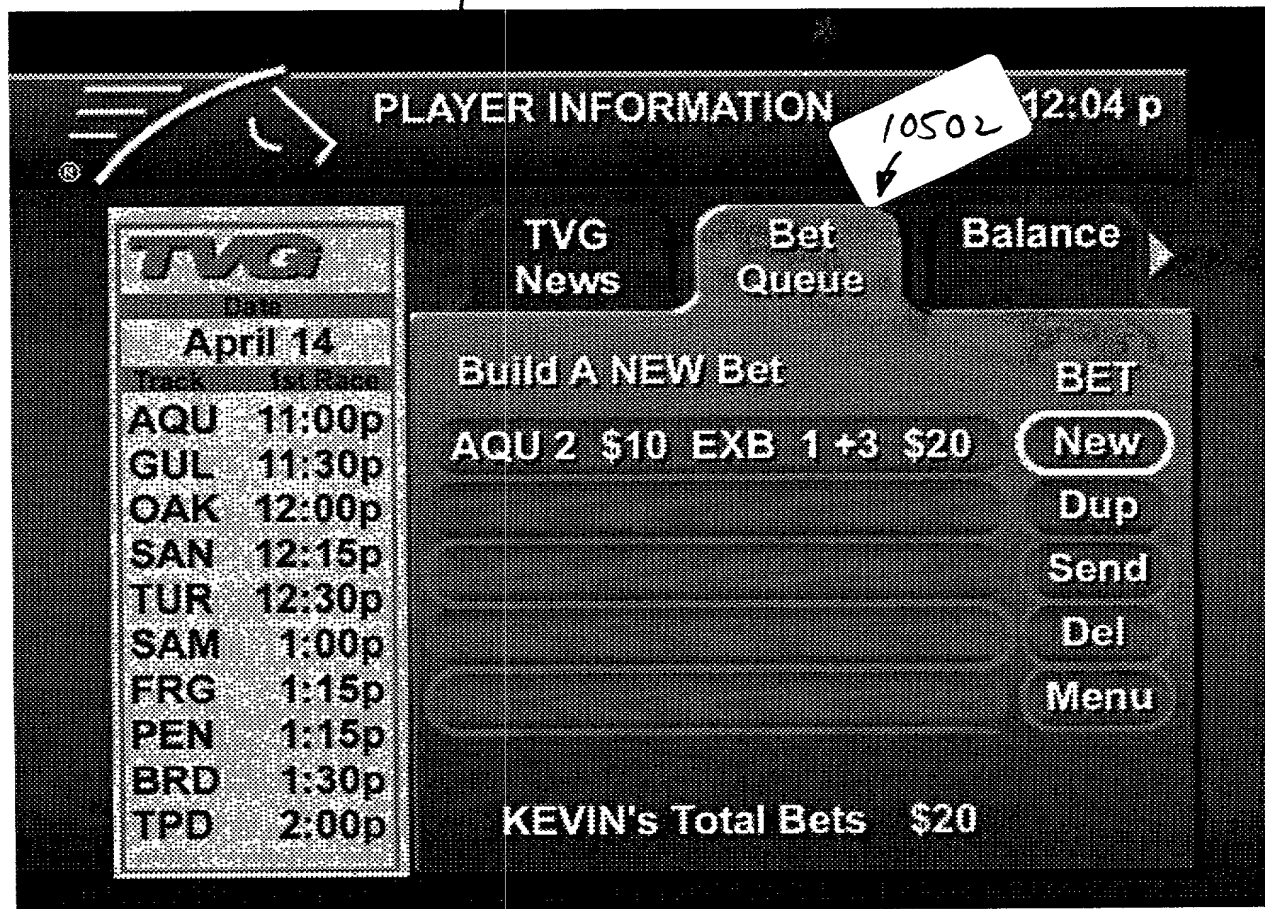 PLAYER INFORMATION
12:04 p
10502
®
TVG
Date
April 14
Track 1st Race
AQU 11:00p
GUL 11:30p
OAK 12:00p
SAN 12:15p
TUR 12:30p
SAM 1:00p
FRG 1:15p
PEN 1:15p
BRD 1:30p
TPD 2:00p
TVG
News
Bet
Queue
Balance
Build A NEW Bet
AQU 2 $10 EXB 1 +3 $20
KEVIN's Total Bets $20
BET
New
Dup
Send
Del
Menu